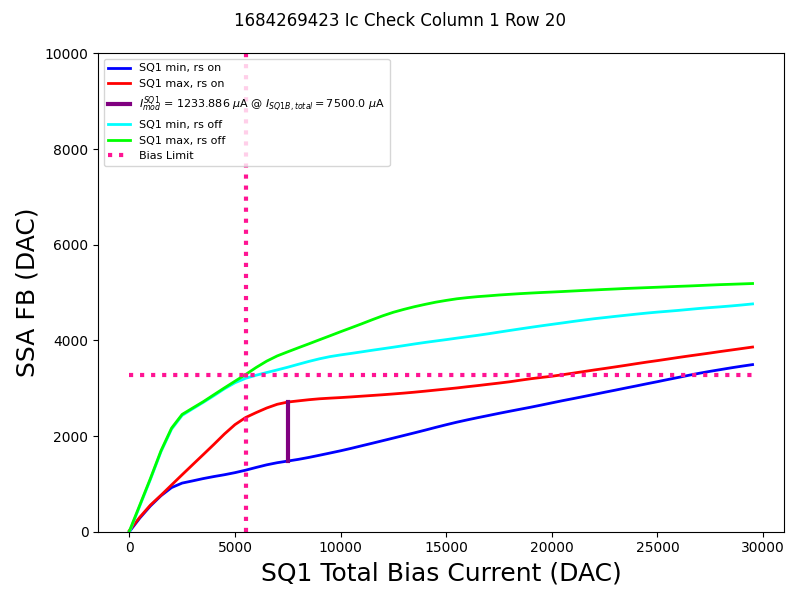 1684269423 Ic Check Column 1 Row 20
10000
8000
6000
4000
2000
0
SSA FB (DAC)
SQ1 min, rs on
SQ1 max, rs on
I_{mod}^{SQ1} = 1233.886 μA @ I_{SQ1B,total} = 7500.0 μA
SQ1 min, rs off
SQ1 max, rs off
Bias Limit
0 5000 10000 15000 20000 25000 30000
SQ1 Total Bias Current (DAC)